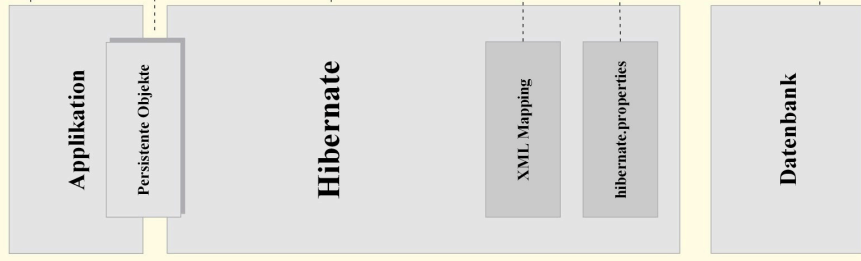 Applikation
Persistente Objekte
Hibernate
XML Mapping
hibernate.properties
Datenbank